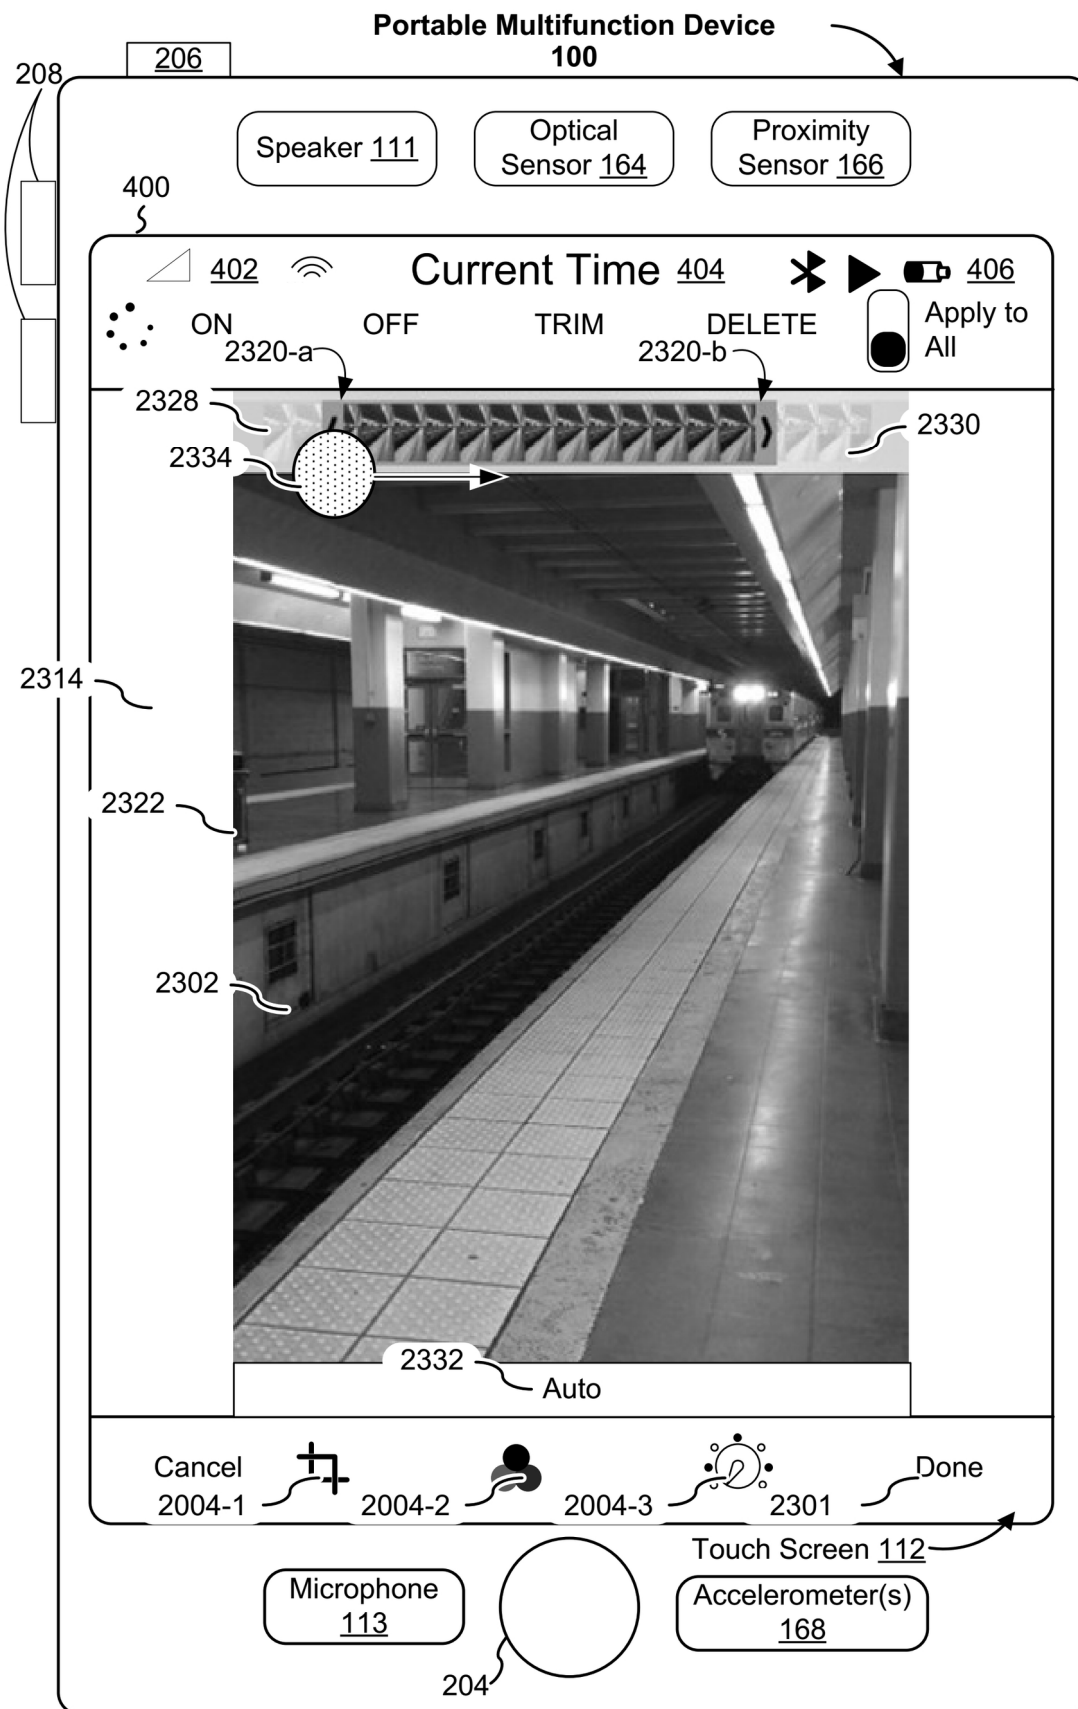 Portable Multifunction Device
100
206
208
Speaker 111
Optical
Sensor 164
Proximity
Sensor 166
400
402
Current Time 404
406
ON
OFF
TRIM
DELETE
Apply to
All
2320-a
2320-b
2328
2330
2334
2314
2322
2302
2332
Auto
Cancel
Done
2004-1
2004-2
2004-3
2301
Touch Screen 112
Microphone
113
Accelerometer(s)
168
204